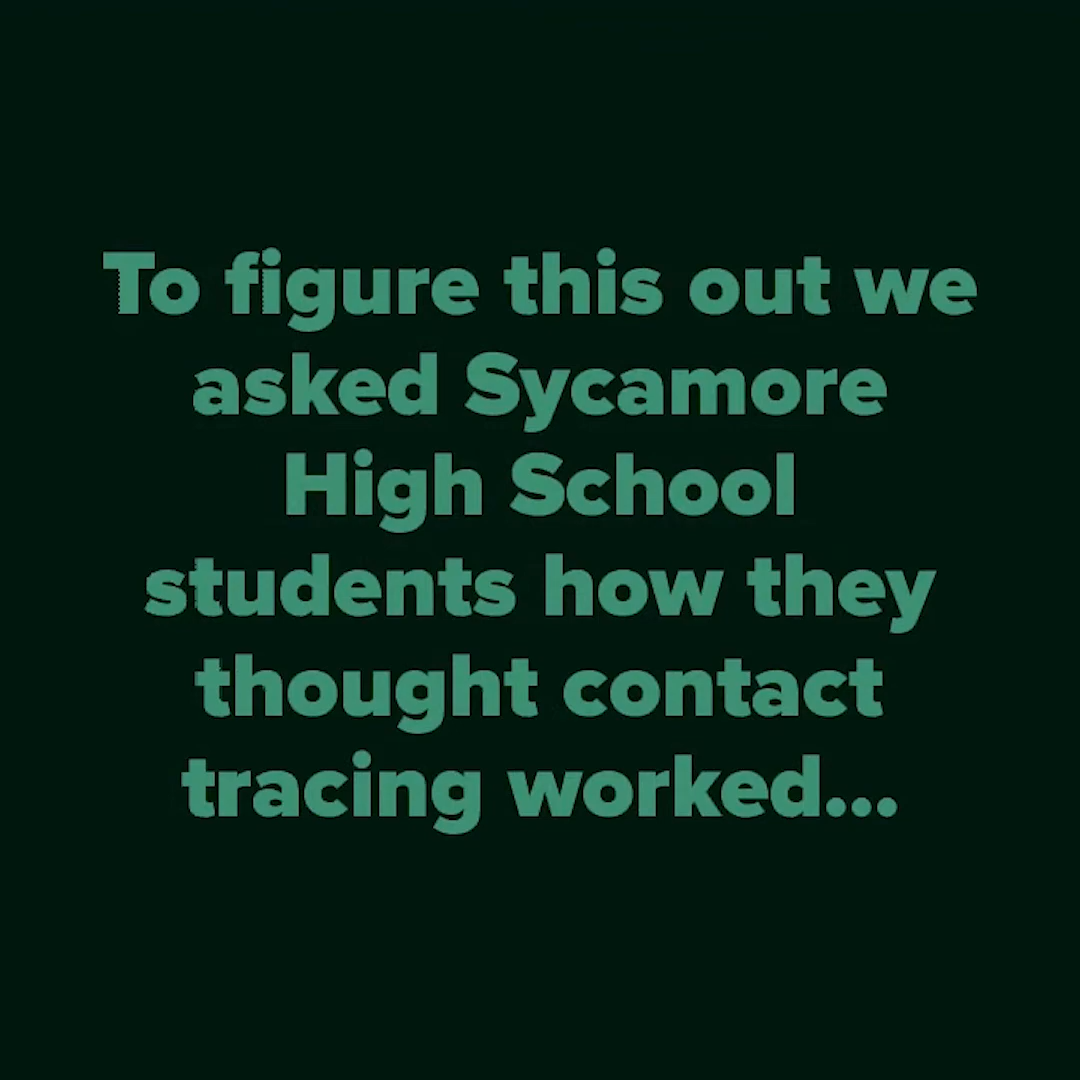 To figure this out we
asked Sycamore
High School
students how they
thought contact
tracing worked...